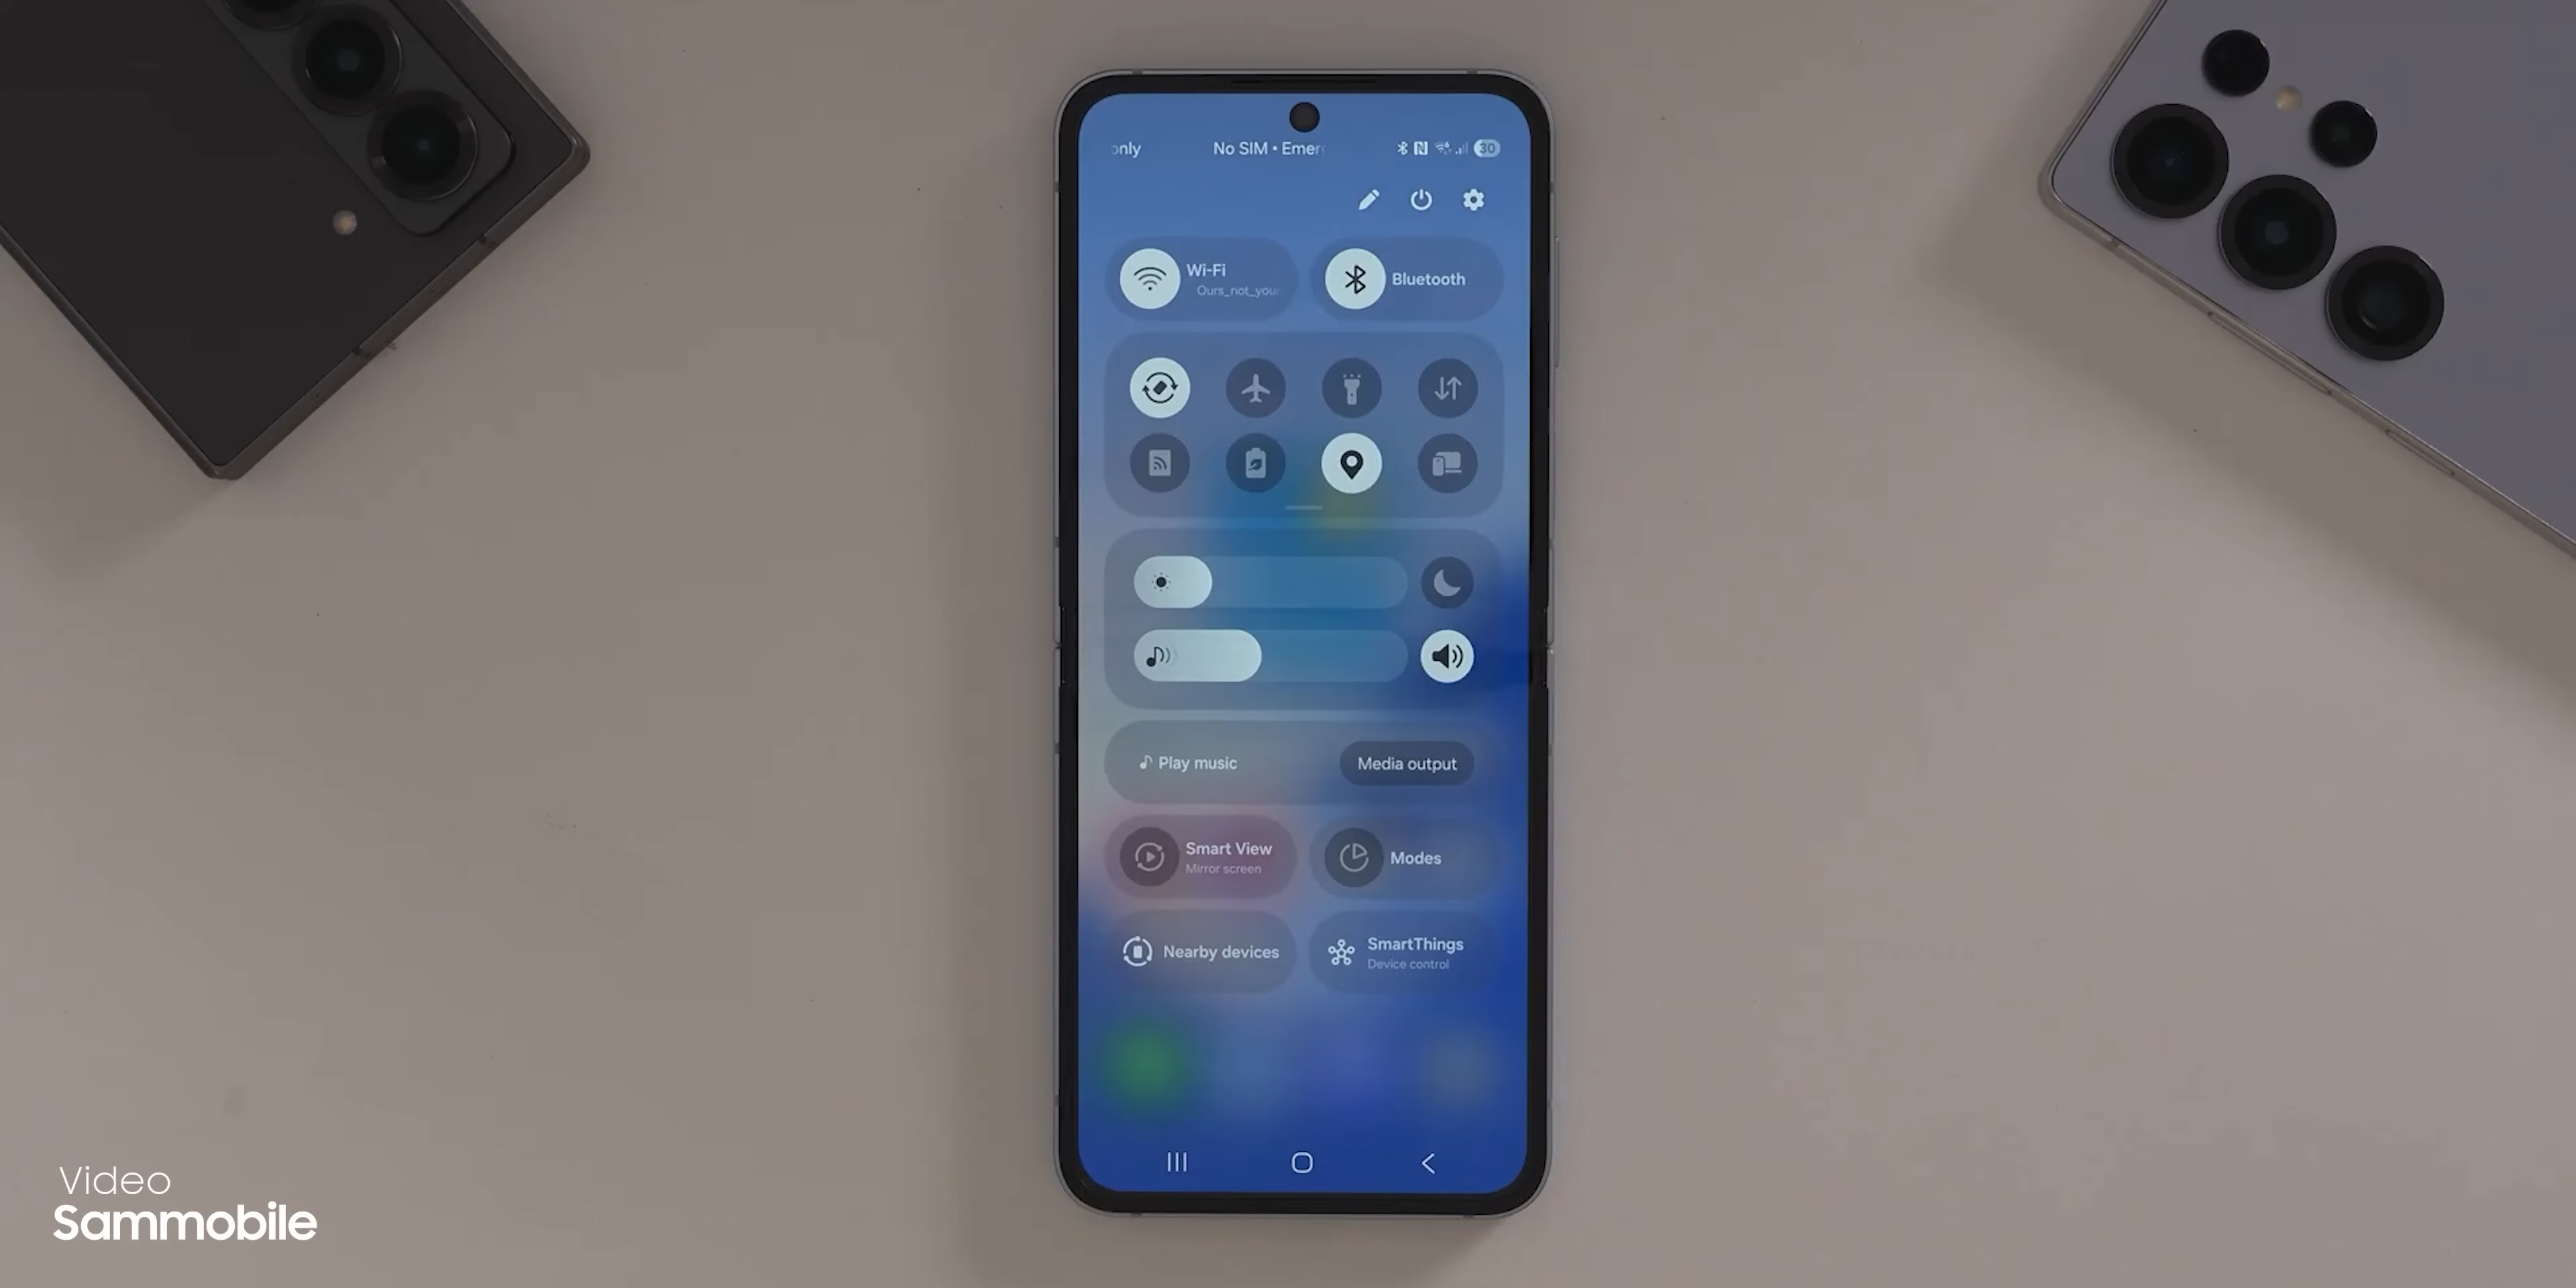 only No SIM • Emer 30
Wi-Fi
Ours_not_your
Bluetooth
Play music
Media output
Smart View
Mirror screen
Modes
Nearby devices
SmartThings
Device control
Video
Sammobile